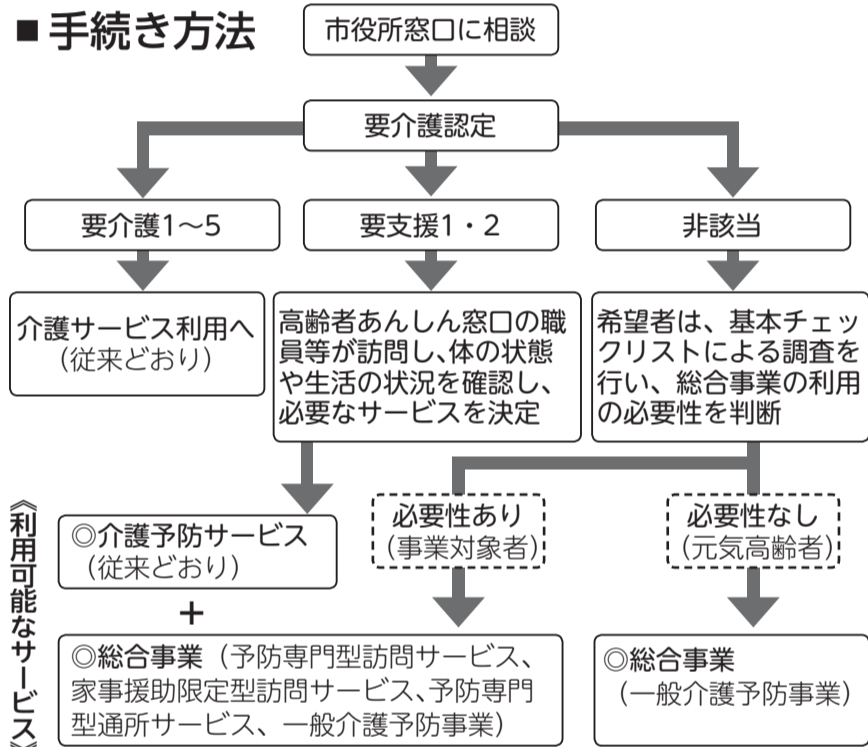 ■ 手続き方法
市役所窓口に相談
要介護認定
要介護1〜5
要支援1・2
非該当
介護サービス利用へ
(従来どおり)
高齢者あんしん窓口の職
員等が訪問し、体の状態
や生活の状況を確認し、
必要なサービスを決定
希望者は、基本チェッ
クリストによる調査を
行い、総合事業の利用
の必要性を判断
《利用可能なサービス》
◎介護予防サービス
(従来どおり)
必要性あり
(事業対象者)
必要性なし
(元気高齢者)
+
◎総合事業(予防専門型訪問サービス、
家事援助限定型訪問サービス、予防専門
型通所サービス、一般介護予防事業)
◎総合事業
(一般介護予防事業)